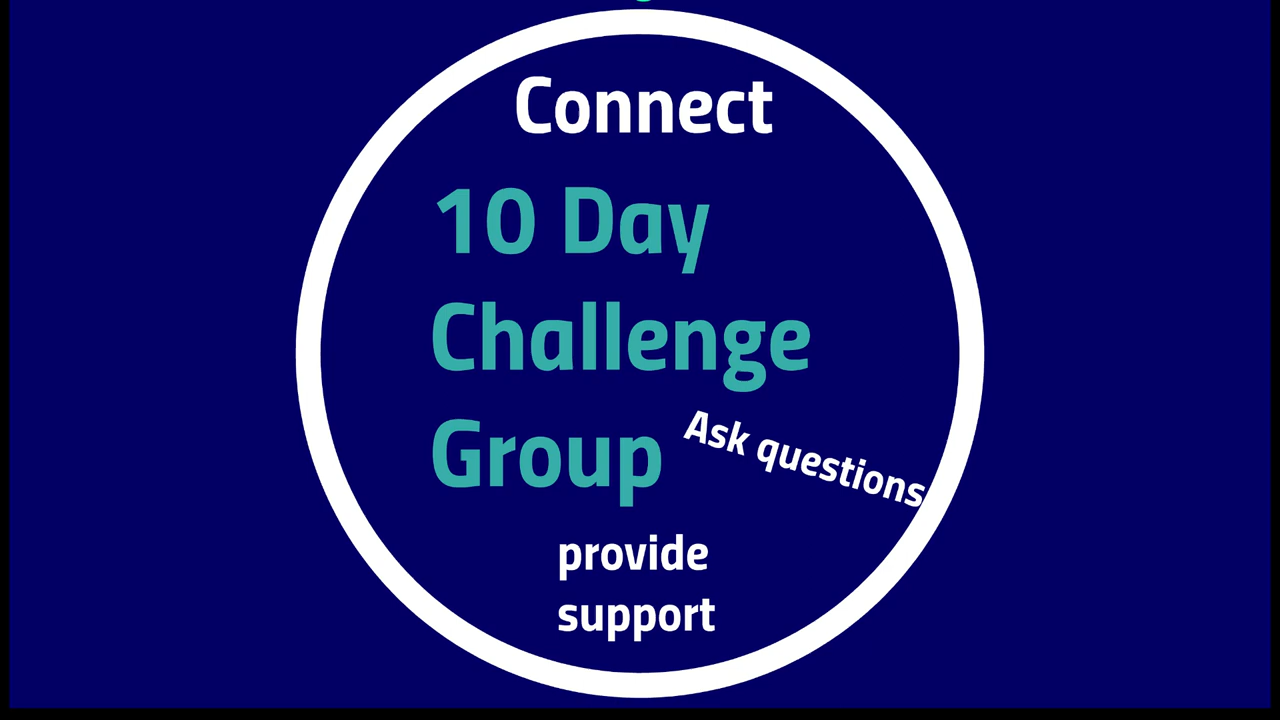 Connect
10 Day
Challenge
Group
Ask questions
provide
support